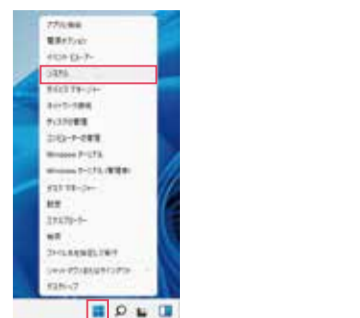 アプリと機能
電源オプション
イベント ビューアー
システム
デバイス マネージャー
ネットワーク接続
ディスクの管理
コンピューターの管理
Windows ターミナル
Windows ターミナル (管理者)
タスク マネージャー
設定
エクスプローラー
検索
ファイル名を指定して実行
シャットダウンまたはサインアウト
デスクトップ